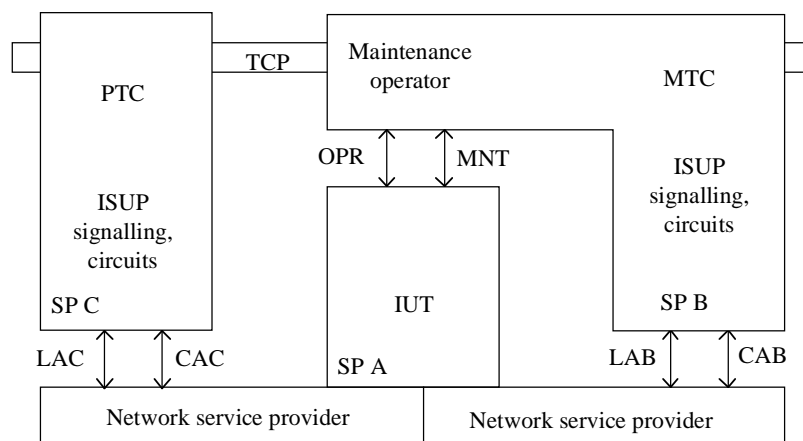 TCP
PTC
ISUP
signalling,
circuits
SP C
Maintenance
operator
MTC
ISUP
signalling,
circuits
SP B
OPR
MNT
IUT
SP A
LAC
CAC
LAB
CAB
Network service provider
Network service provider